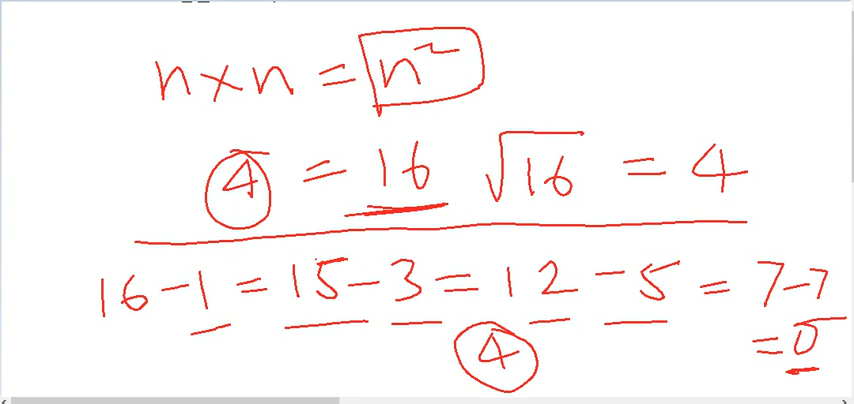 n×n = n²
4 = 16 √16 = 4
16-1 = 15-3 = 12-5 = 7-7
= 0
4